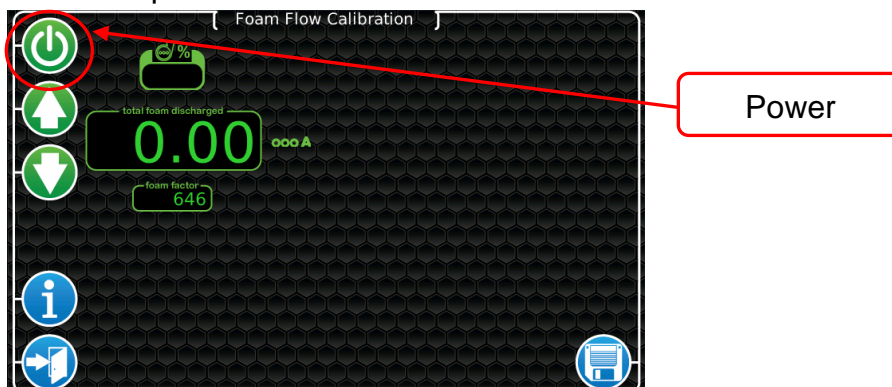 Foam Flow Calibration
/%
total foam discharged
0.00
A
foam factor
646
Power